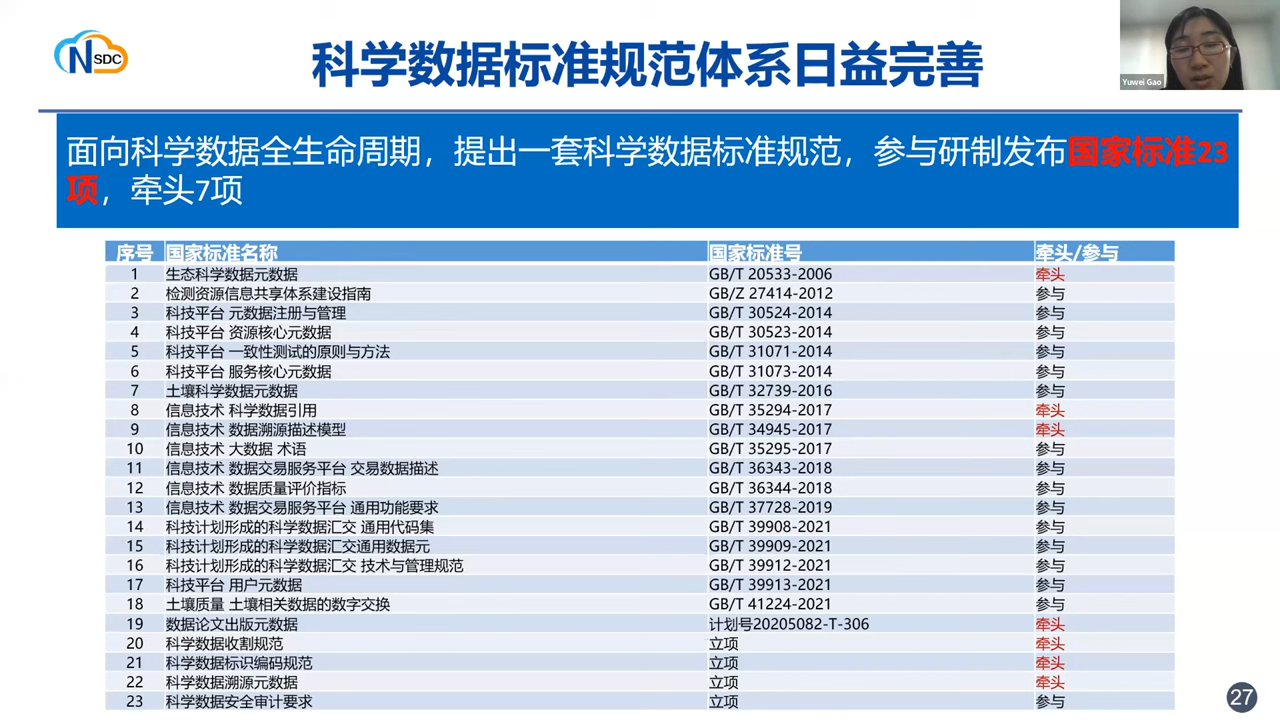 NSDC
科学数据标准规范体系日益完善
Yuwei Gao
面向科学数据全生命周期，提出一套科学数据标准规范，参与研制发布国家标准23
项，牵头7项
序号 国家标准名称 国家标准号 牵头/参与
1 生态科学数据元数据 GB/T 20533-2006 牵头
2 检测资源信息共享体系建设指南 GB/Z 27414-2012 参与
3 科技平台 元数据注册与管理 GB/T 30524-2014 参与
4 科技平台 资源核心元数据 GB/T 30523-2014 参与
5 科技平台 一致性测试的原则与方法 GB/T 31071-2014 参与
6 科技平台 服务核心元数据 GB/T 31073-2014 参与
7 土壤科学数据元数据 GB/T 32739-2016 参与
8 信息技术 科学数据引用 GB/T 35294-2017 牵头
9 信息技术 数据溯源描述模型 GB/T 34945-2017 牵头
10 信息技术 大数据 术语 GB/T 35295-2017 参与
11 信息技术 数据交易服务平台 交易数据描述 GB/T 36343-2018 参与
12 信息技术 数据质量评价指标 GB/T 36344-2018 参与
13 信息技术 数据交易服务平台 通用功能要求 GB/T 37728-2019 参与
14 科技计划形成的科学数据汇交 通用代码集 GB/T 39908-2021 参与
15 科技计划形成的科学数据汇交通用数据元 GB/T 39909-2021 参与
16 科技计划形成的科学数据汇交 技术与管理规范 GB/T 39912-2021 参与
17 科技平台 用户元数据 GB/T 39913-2021 参与
18 土壤质量 土壤相关数据的数字交换 GB/T 41224-2021 参与
19 数据论文出版元数据 计划号20205082-T-306 牵头
20 科学数据收割规范 立项 牵头
21 科学数据标识编码规范 立项 牵头
22 科学数据溯源元数据 立项 牵头
23 科学数据安全审计要求 立项 参与
27